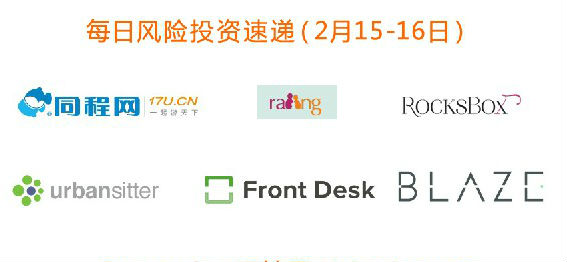 每日风险投资速递(2月15-16日)
同程网 17U.CN 一起游天下
raiing
RocksBox
urbansitter
Front Desk
BLAZE